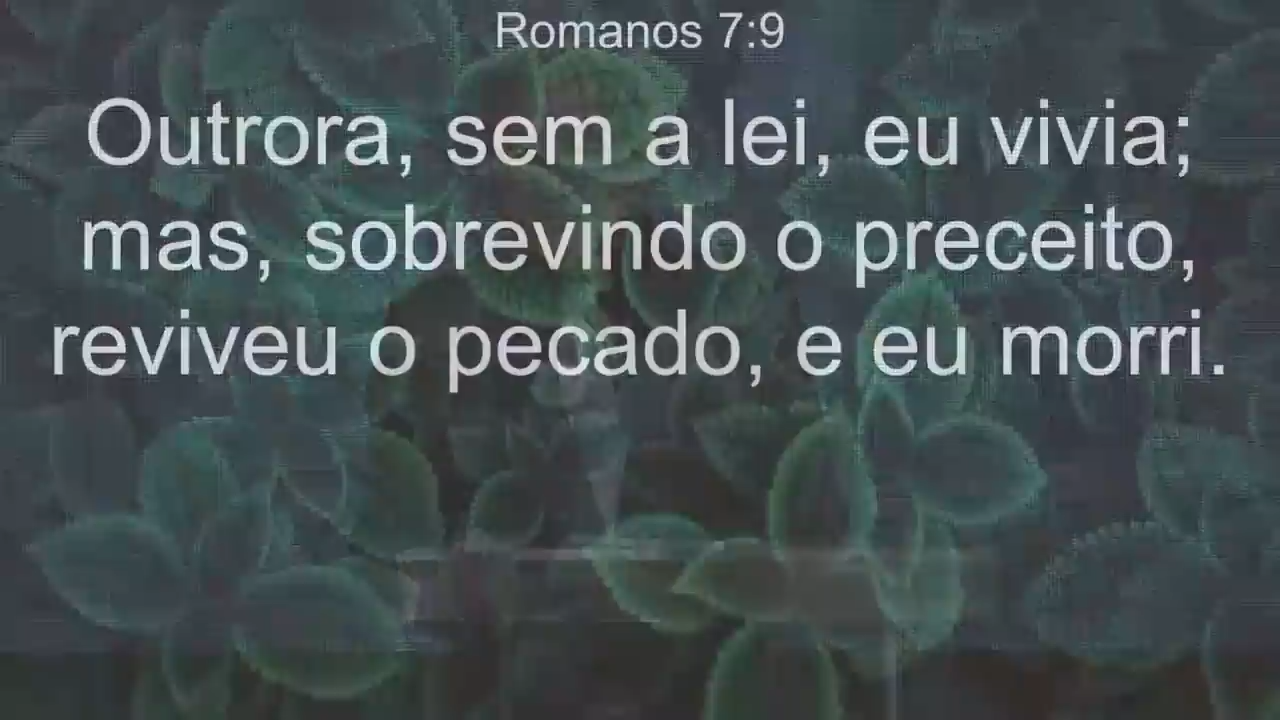 Romanos 7:9
Outrora, sem a lei, eu vivia;
mas, sobrevindo o preceito,
reviveu o pecado, e eu morri.